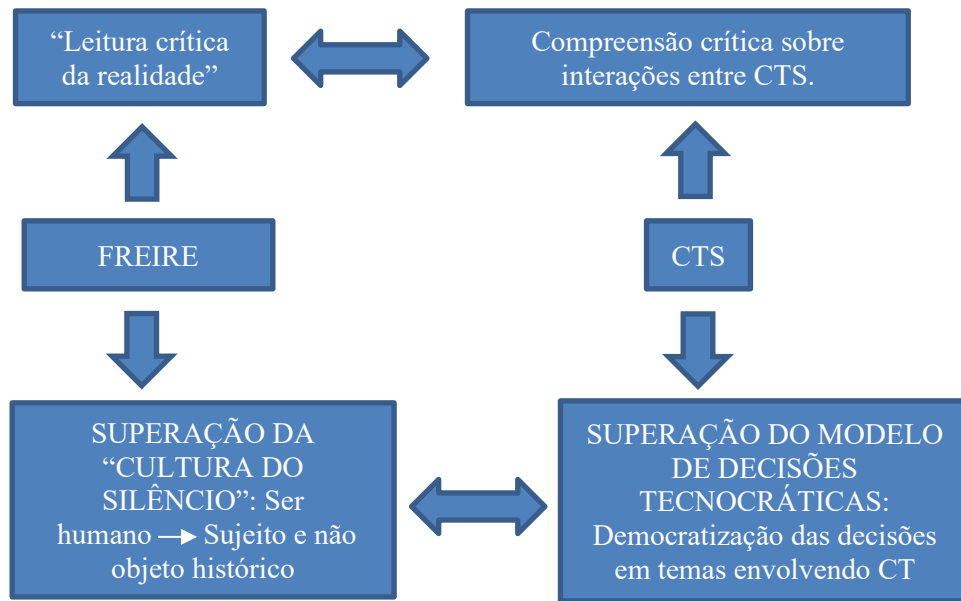 “Leitura crítica
da realidade”
Compreensão crítica sobre
interações entre CTS.
FREIRE
CTS
SUPERAÇÃO DA
“CULTURA DO
SILÊNCIO”: Ser
humano → Sujeito e não
objeto histórico
SUPERAÇÃO DO MODELO
DE DECISÕES
TECNOCRÁTICAS:
Democratização das decisões
em temas envolvendo CT